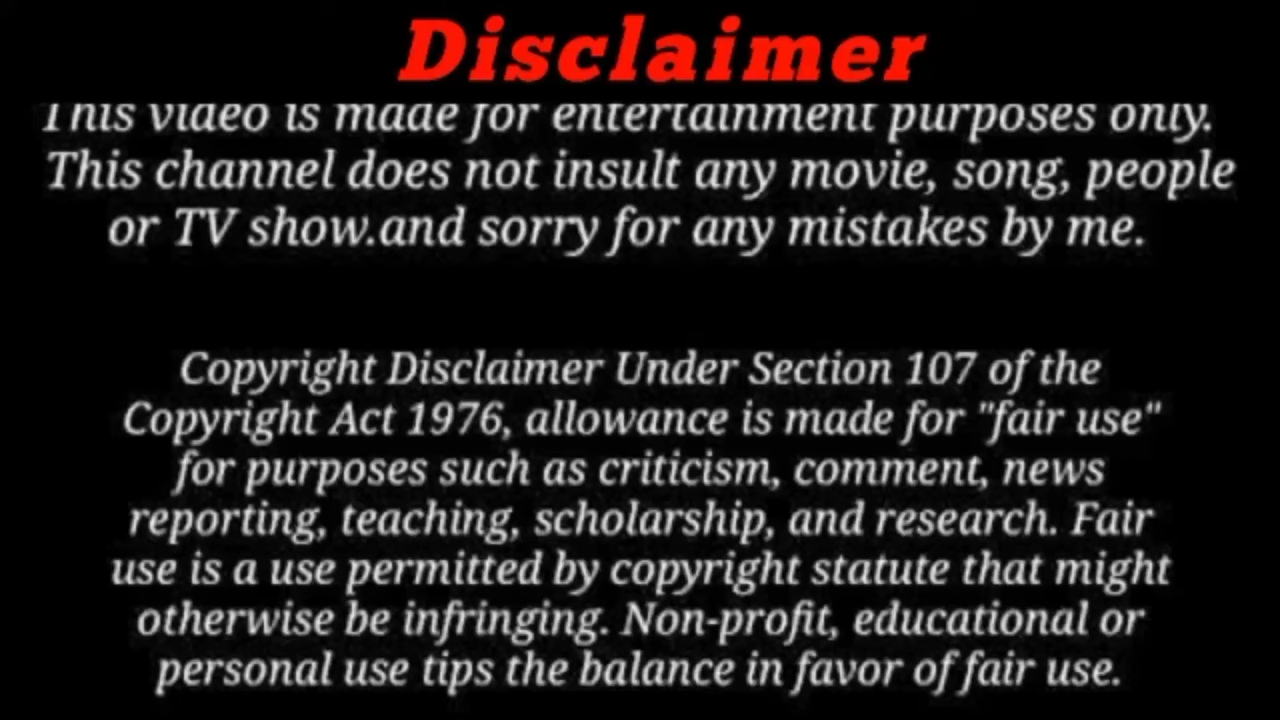 Disclaimer
This video is made for entertainment purposes only.
This channel does not insult any movie, song, people
or TV show.and sorry for any mistakes by me.
Copyright Disclaimer Under Section 107 of the
Copyright Act 1976, allowance is made for "fair use"
for purposes such as criticism, comment, news
reporting, teaching, scholarship, and research. Fair
use is a use permitted by copyright statute that might
otherwise be infringing. Non-profit, educational or
personal use tips the balance in favor of fair use.